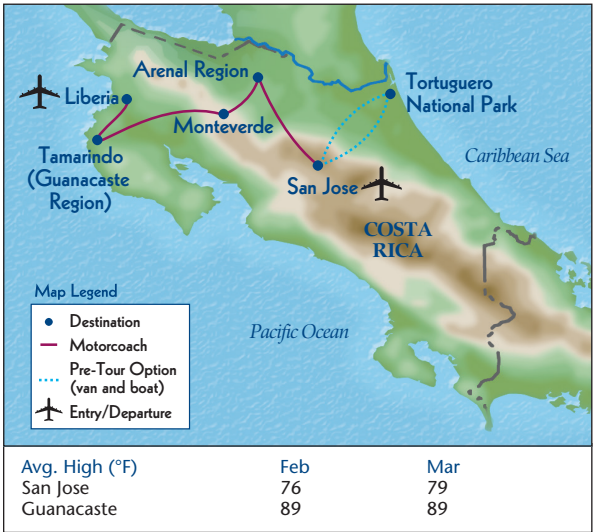 Arenal Region
Liberia
Monteverde
Tortuguero
National Park
Tamarindo
(Guanacaste
Region)
San Jose
Caribbean Sea
COSTA
RICA
Pacific Ocean
Map Legend
Destination
Motorcoach
Pre-Tour Option
(van and boat)
Entry/Departure
Avg. High (°F) Feb Mar
San Jose 76 79
Guanacaste 89 89